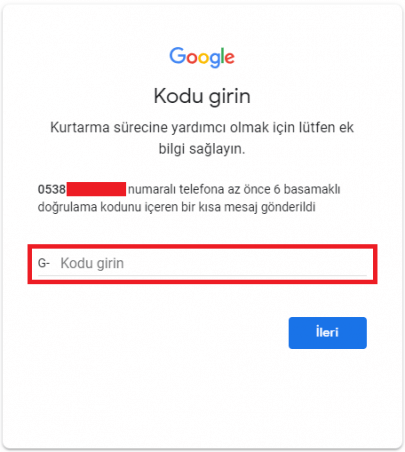 Google
Kodu girin
Kurtarma sürecine yardımcı olmak için lütfen ek
bilgi sağlayın.
0538 numaralı telefona az önce 6 basamaklı
doğrulama kodunu içeren bir kısa mesaj gönderildi
G- Kodu girin
İleri